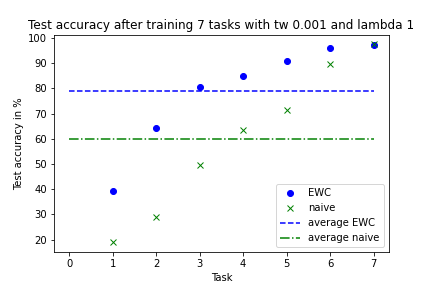 Test accuracy after training 7 tasks with tw 0.001 and lambda 1
100
90
80
70
60
50
40
30
20
Test accuracy in %
EWC
naive
average EWC
average naive
0 1 2 3 4 5 6 7
Task